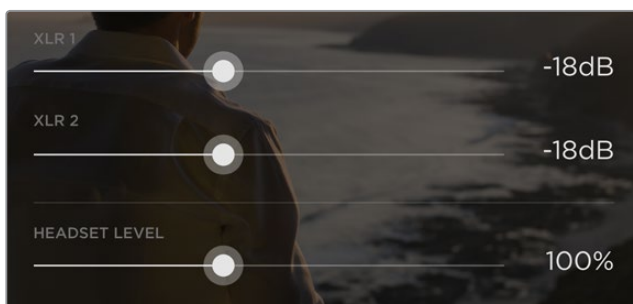 XLR 1
-18dB
XLR 2
-18dB
HEADSET LEVEL
100%